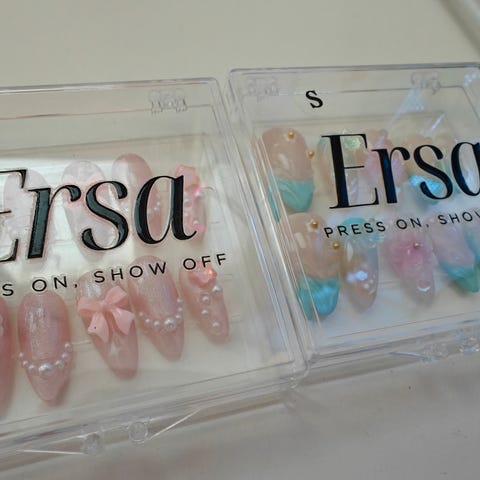 Ersa
S ON, SHOW OFF
S
Ersa
PRESS ON, SHOW